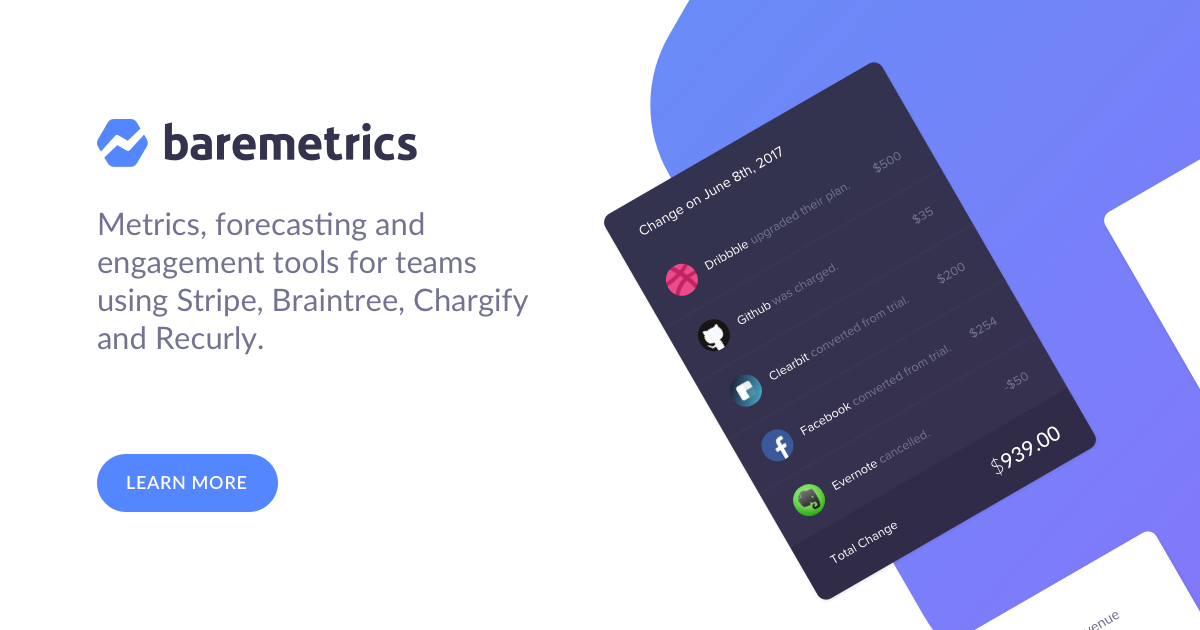 baremetrics
Metrics, forecasting and
engagement tools for teams
using Stripe, Braintree, Chargify
and Recurly.
LEARN MORE
Change on June 8th, 2017
Dribbble upgraded their plan. $500
Github was charged. $35
Clearbit converted from trial. $200
Facebook converted from trial. $254
Evernote cancelled. -$50
Total Change $939.00